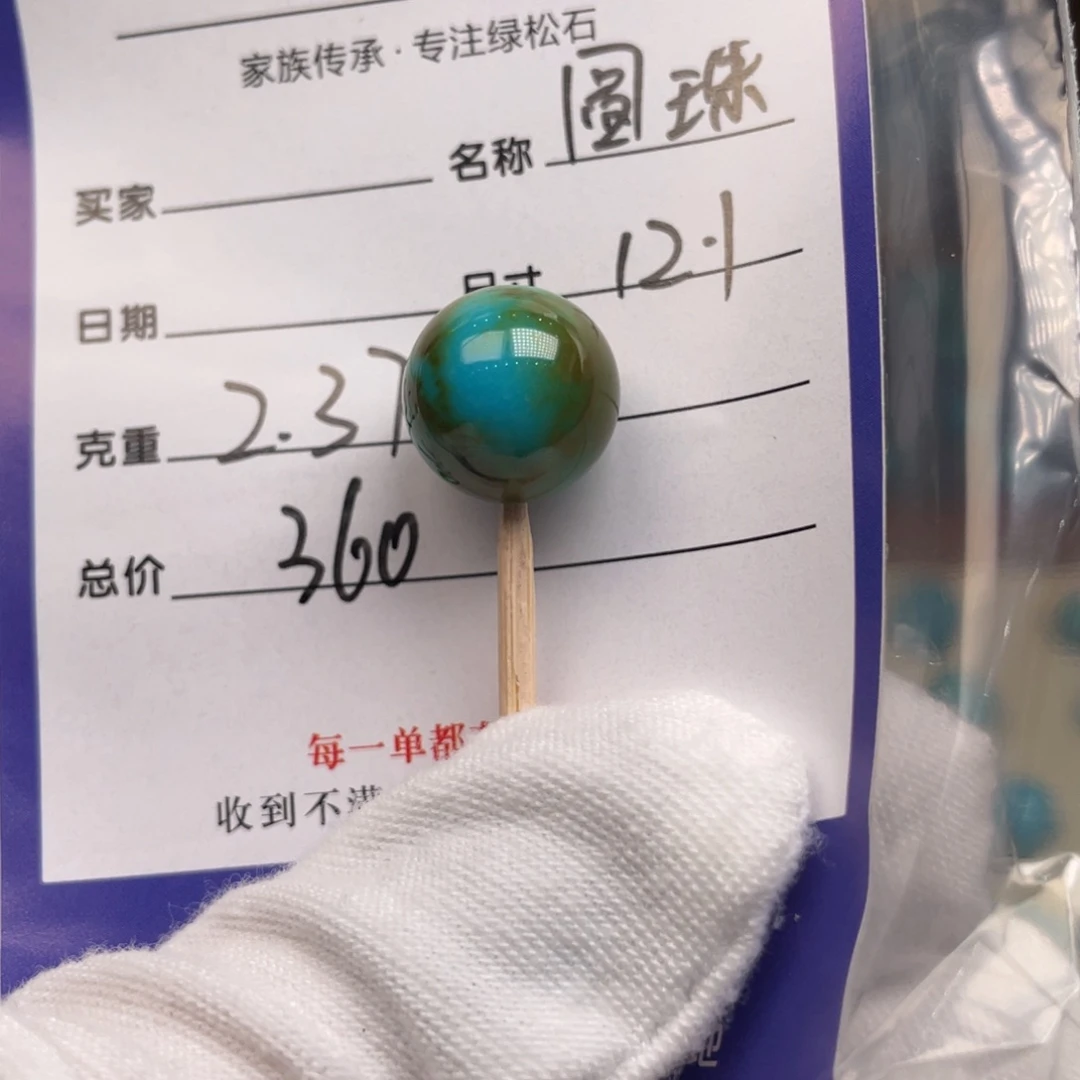 家族传承·专注绿松石
买家 名称 圆珠
日期 尺寸 12.1
克重 2.37
总价 360
每一单都
收到不满